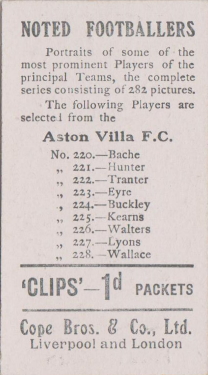 NOTED FOOTBALLERS
Portraits of some of the
most prominent Players of the
principal Teams, the complete
series consisting of 282 pictures.
The following Players are
selected from the
Aston Villa F.C.
No. 220.—Bache
„ 221.—Hunter
„ 222.—Tranter
„ 223.—Eyre
„ 224.—Buckley
„ 225.—Kearns
„ 226.—Walters
„ 227.—Lyons
„ 228.—Wallace
'CLIPS'—1d PACKETS
Cope Bros. & Co., Ltd.
Liverpool and London